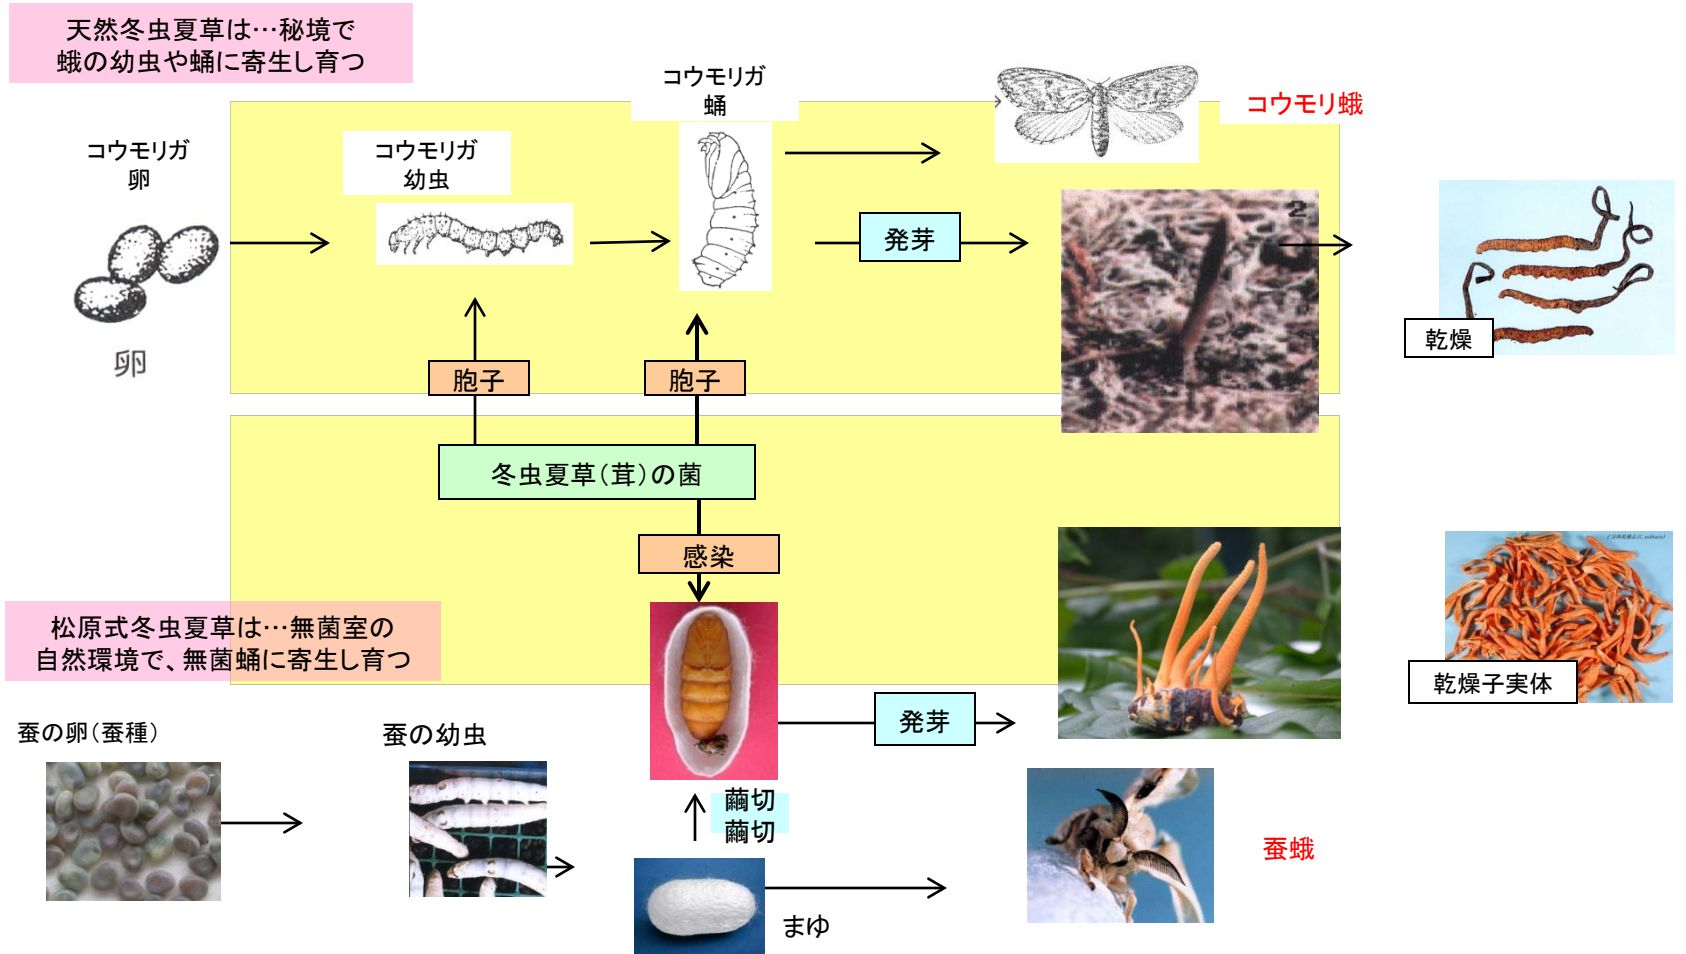 天然冬虫夏草は…秘境で
蛾の幼虫や蛹に寄生し育つ
コウモリガ
卵
卵
コウモリガ
幼虫
コウモリガ
蛹
コウモリ蛾
発芽
2
乾燥
胞子
胞子
冬虫夏草（茸）の菌
感染
松原式冬虫夏草は…無菌室の
自然環境で、無菌蛹に寄生し育つ
発芽
乾燥子実体
蚕の卵（蚕種）
蚕の幼虫
繭切
繭切
まゆ
蚕蛾